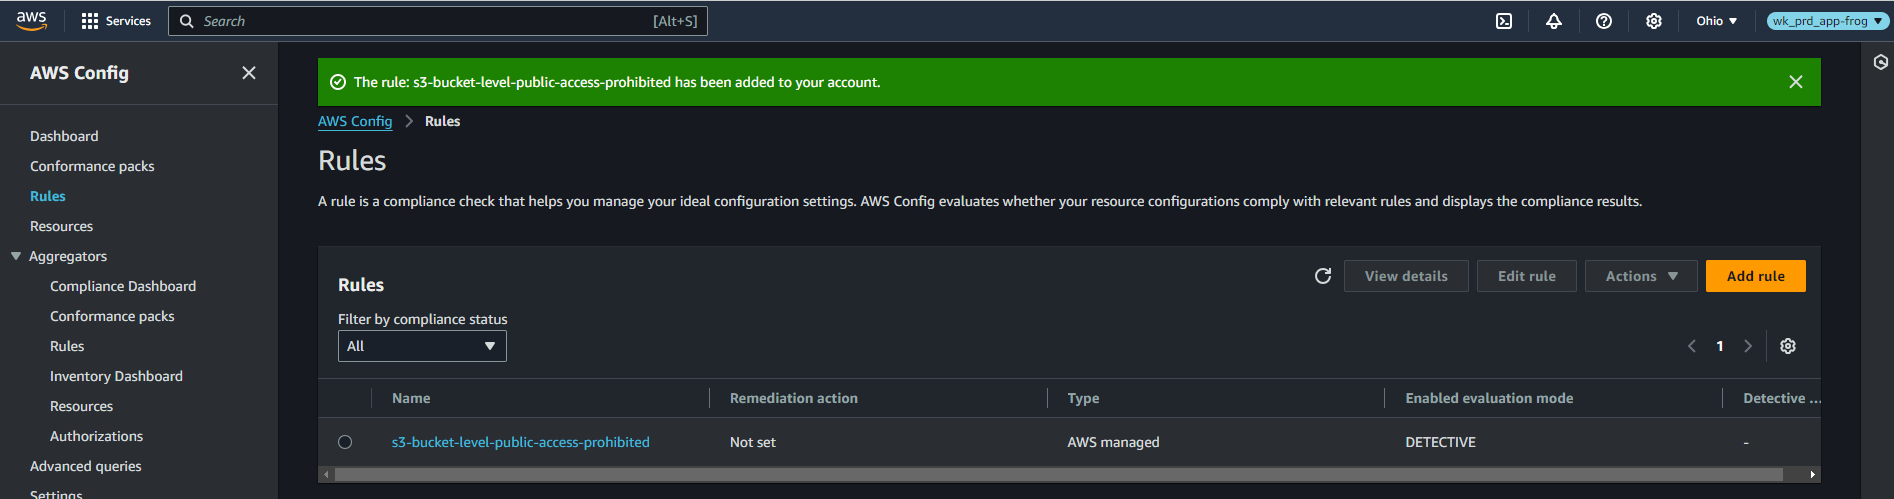 aws
Services
Search
[Alt+S]
Ohio
wk_prd_app-frog
AWS Config
Dashboard
Conformance packs
Rules
Resources
Aggregators
Compliance Dashboard
Conformance packs
Rules
Inventory Dashboard
Resources
Authorizations
Advanced queries
Settings
The rule: s3-bucket-level-public-access-prohibited has been added to your account.
AWS Config > Rules
Rules
A rule is a compliance check that helps you manage your ideal configuration settings. AWS Config evaluates whether your resource configurations comply with relevant rules and displays the compliance results.
Rules
View details
Edit rule
Actions
Add rule
Filter by compliance status
All
1
Name Remediation action Type Enabled evaluation mode Detective ...
s3-bucket-level-public-access-prohibited Not set AWS managed DETECTIVE -